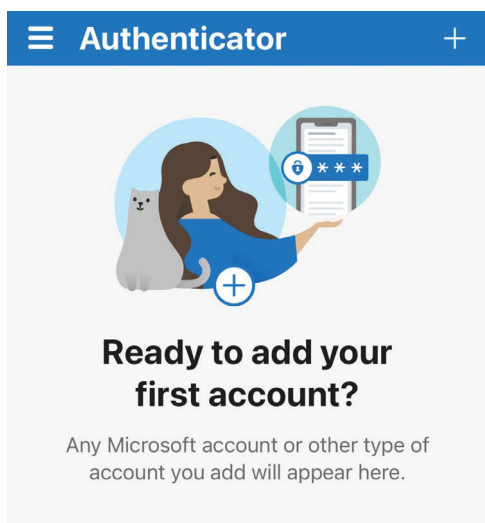 Authenticator
* * *
Ready to add your
first account?
Any Microsoft account or other type of
account you add will appear here.